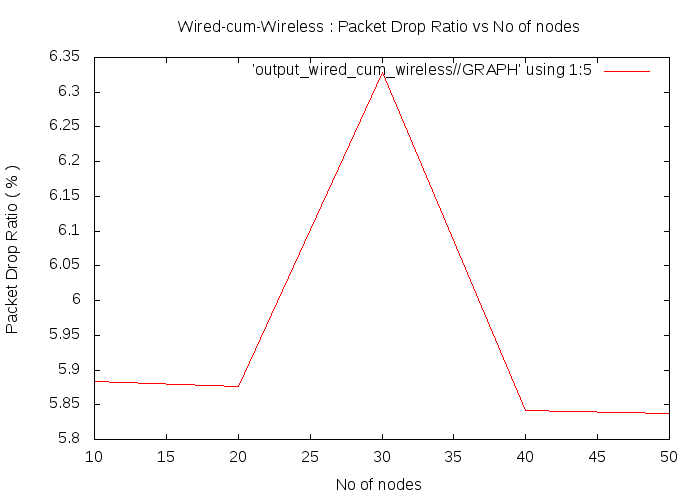 Wired-cum-Wireless : Packet Drop Ratio vs No of nodes
6.35
6.3
6.25
6.2
6.15
6.1
6.05
6
5.95
5.9
5.85
5.8
Packet Drop Ratio ( % )
'output_wired_cum_wireless//GRAPH' using 1:5
10 15 20 25 30 35 40 45 50
No of nodes